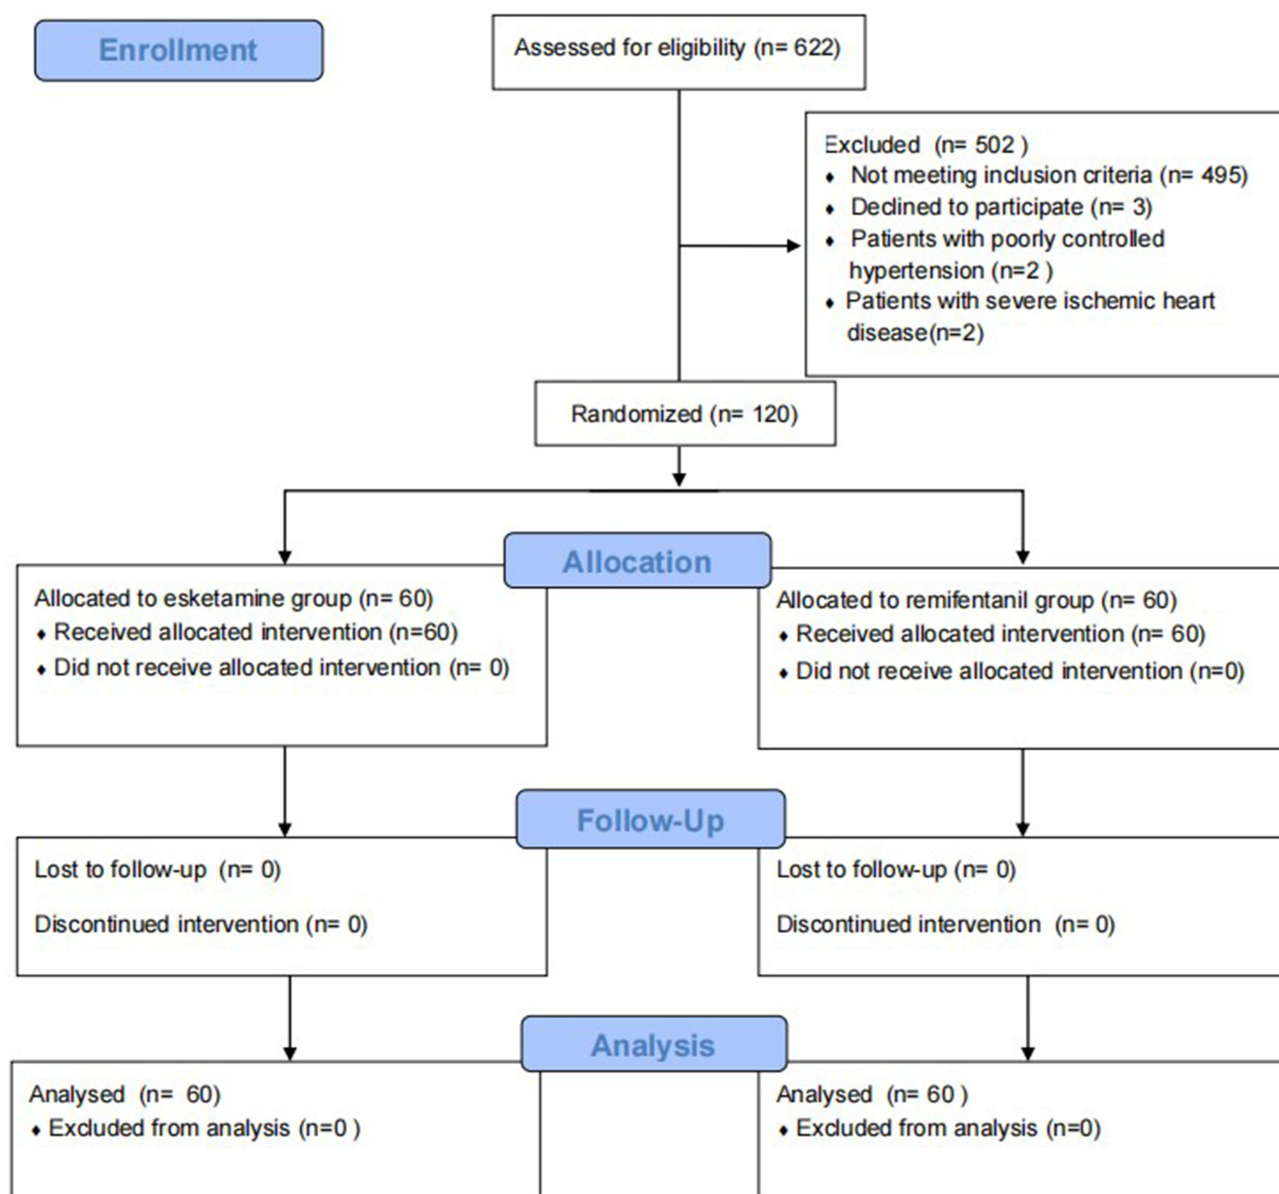 Enrollment
Assessed for eligibility (n= 622)
Excluded (n= 502 )
♦ Not meeting inclusion criteria (n= 495)
♦ Declined to participate (n= 3)
♦ Patients with poorly controlled
hypertension (n=2 )
♦ Patients with severe ischemic heart
disease(n=2)
Randomized (n= 120)
Allocation
Allocated to esketamine group (n= 60)
♦ Received allocated intervention (n=60)
♦ Did not receive allocated intervention (n= 0)
Allocated to remifentanil group (n= 60)
♦ Received allocated intervention (n= 60)
♦ Did not receive allocated intervention (n=0)
Follow-Up
Lost to follow-up (n= 0)
Discontinued intervention (n= 0)
Lost to follow-up (n= 0)
Discontinued intervention (n= 0)
Analysis
Analysed (n= 60)
♦ Excluded from analysis (n=0 )
Analysed (n= 60 )
♦ Excluded from analysis (n=0)